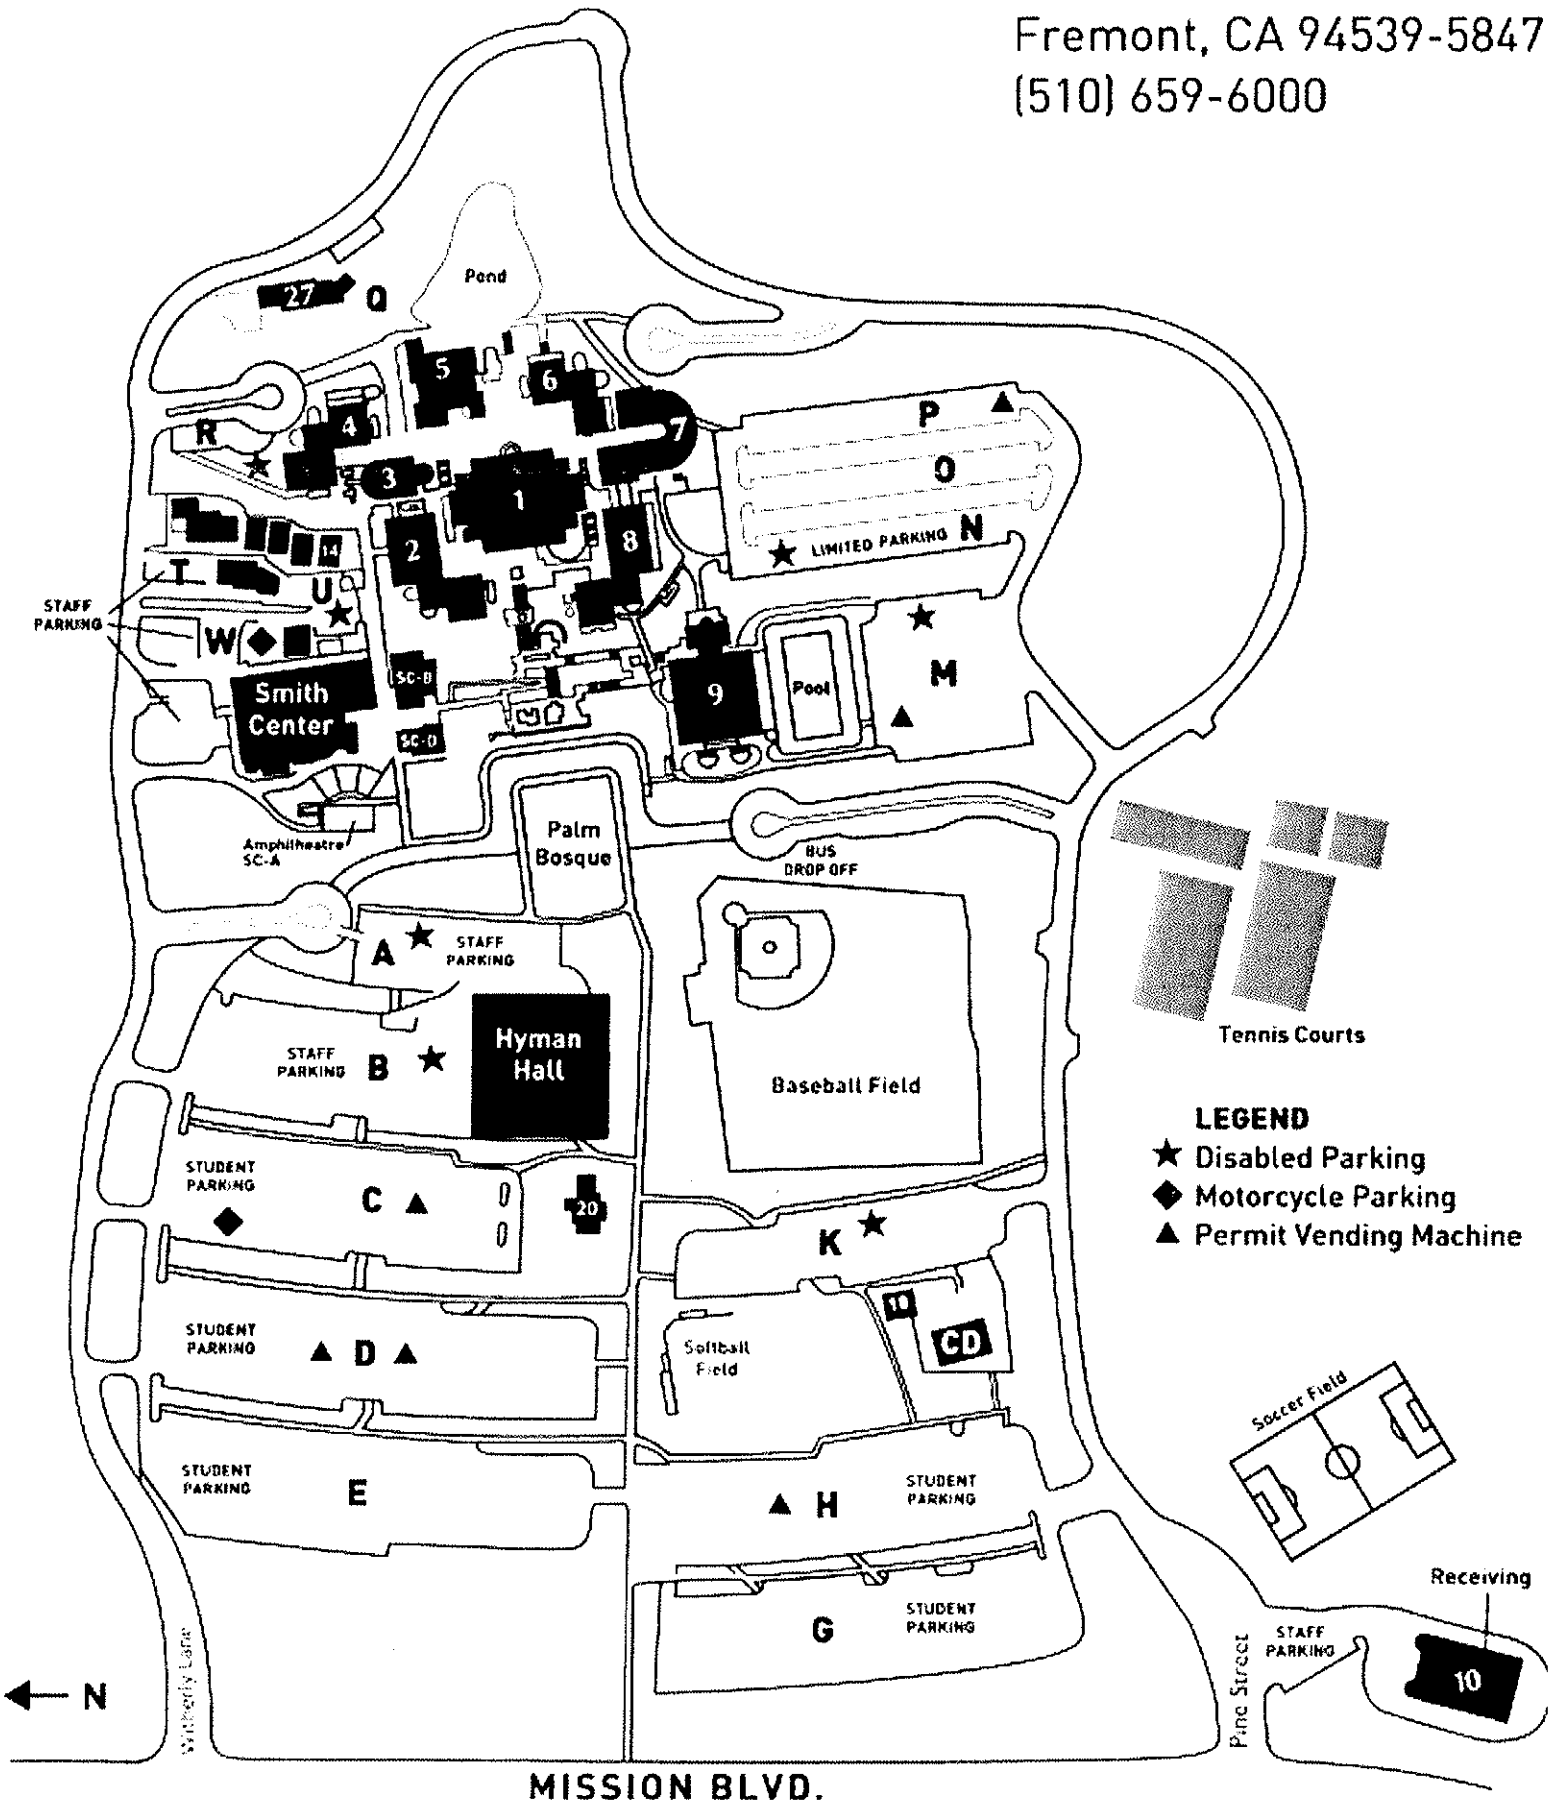 Fremont, CA 94539-5847
(510) 659-6000
Pond
27
Q
5
6
4
R
7
P
3
O
1
N
2
8
LIMITED PARKING
14
T
U
STAFF
PARKING
W
M
SC-B
Smith
Center
9
Pool
SC-D
Amphitheatre
SC-A
Palm
Bosque
BUS
DROP OFF
A
STAFF
PARKING
Hyman
Hall
STAFF
PARKING
B
Baseball Field
Tennis Courts
LEGEND
Disabled Parking
Motorcycle Parking
Permit Vending Machine
STUDENT
PARKING
C
20
K
STUDENT
PARKING
D
Softball
Field
CD
Soccer Field
STUDENT
PARKING
E
H
STUDENT
PARKING
Receiving
G
STUDENT
PARKING
STAFF
PARKING
10
N
Witherly Lane
Pine Street
MISSION BLVD.